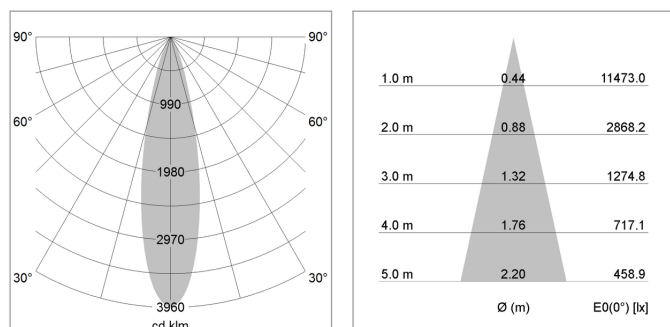 90° 90°
990
60° 60°
1980
2970
30° 30°
3960
cd klm
1.0 m 0.44 11473.0
2.0 m 0.88 2868.2
3.0 m 1.32 1274.8
4.0 m 1.76 717.1
5.0 m 2.20 458.9
Ø (m) E0(0°) [lx]